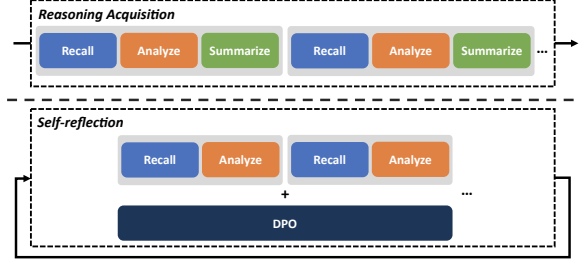 Reasoning Acquisition
Recall Analyze Summarize Recall Analyze Summarize ...
Self-reflection
Recall Analyze Recall Analyze
+ ...
DPO